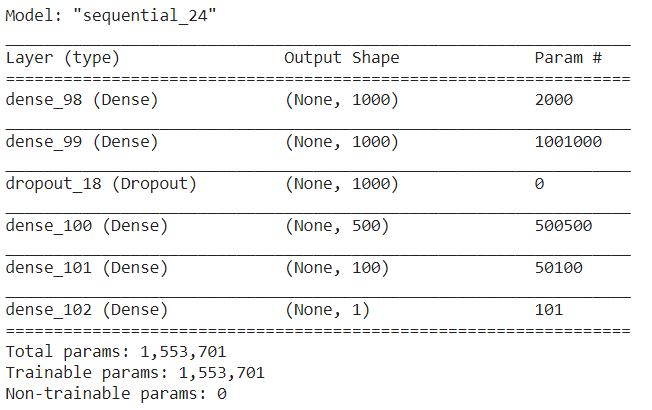 Model: "sequential_24"
_________________________________________________________________
Layer (type)                 Output Shape              Param #
=================================================================
dense_98 (Dense)             (None, 1000)              2000
_________________________________________________________________
dense_99 (Dense)             (None, 1000)              1001000
_________________________________________________________________
dropout_18 (Dropout)         (None, 1000)              0
_________________________________________________________________
dense_100 (Dense)            (None, 500)               500500
_________________________________________________________________
dense_101 (Dense)            (None, 100)               50100
_________________________________________________________________
dense_102 (Dense)            (None, 1)                 101
=================================================================
Total params: 1,553,701
Trainable params: 1,553,701
Non-trainable params: 0